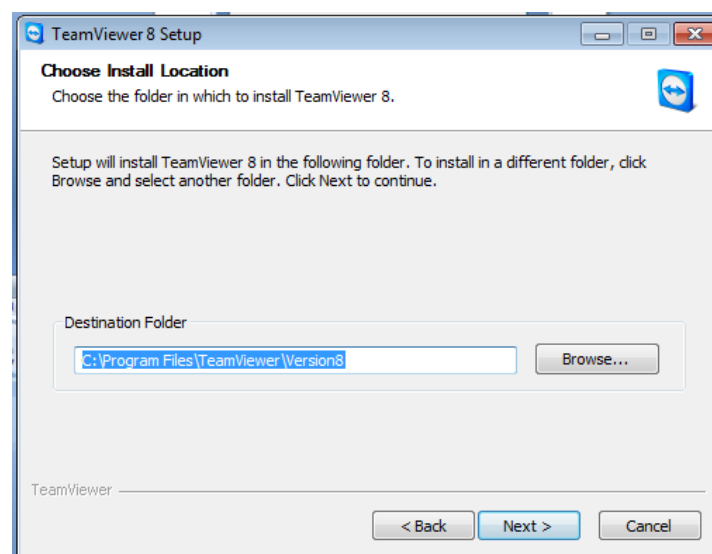 TeamViewer 8 Setup
Choose Install Location
Choose the folder in which to install TeamViewer 8.
Setup will install TeamViewer 8 in the following folder. To install in a different folder, click
Browse and select another folder. Click Next to continue.
Destination Folder
C:\Program Files\TeamViewer\Version8
Browse...
TeamViewer
< Back
Next >
Cancel